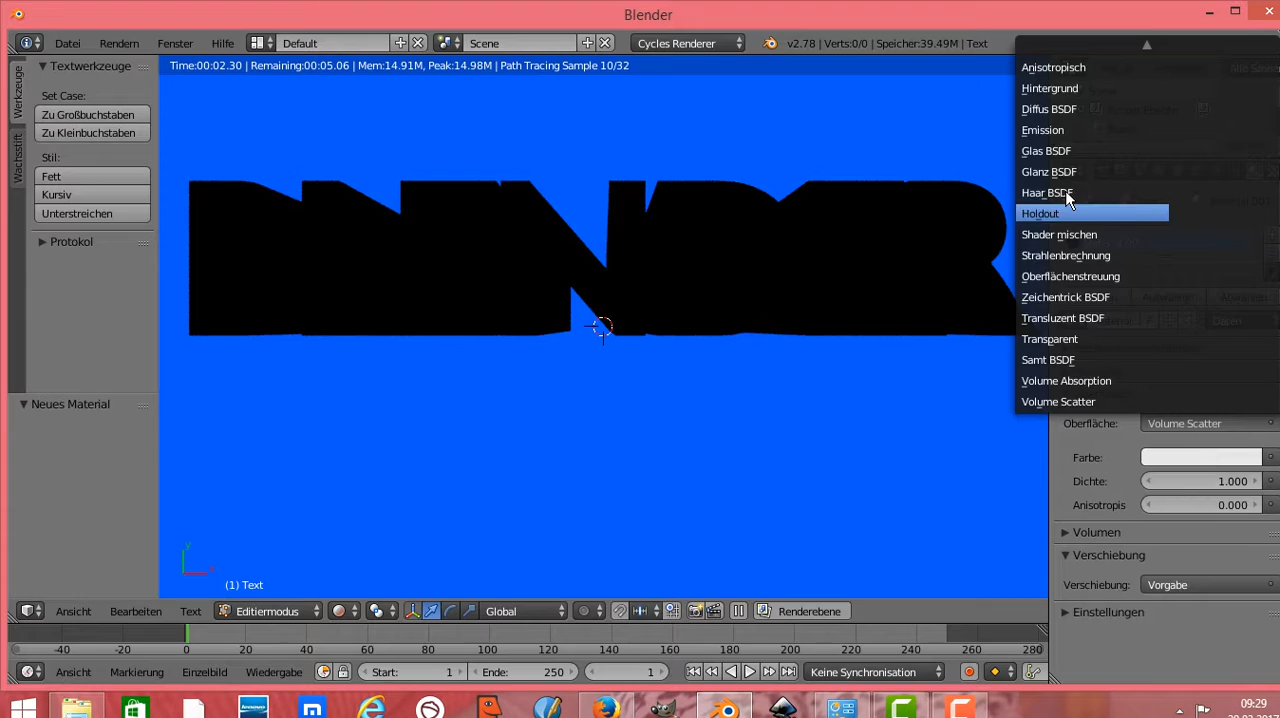 Blender
Datei Rendern Fenster Hilfe Default Scene Cycles Renderer v2.78 | Verts:0/0 | Speicher:39.49M | Text
Time:00:02.30 | Remaining:00:05.06 | Mem:14.91M, Peak:14.98M | Path Tracing Sample 10/32
Werkzeuge
Wachsstift
Textwerkzeuge
Set Case:
Zu Großbuchstaben
Zu Kleinbuchstaben
Stil:
Fett
Kursiv
Unterstreichen
Protokol
Neues Material
Anisotropisch
Hintergrund
Diffus BSDF
Emission
Glas BSDF
Glanz BSDF
Haar BSDF
Holdout
Shader mischen
Strahlenbrechnung
Oberflächenstreuung
Zeichentrick BSDF
Transluzent BSDF
Transparent
Samt BSDF
Volume Absorption
Volume Scatter
Oberfläche: Volume Scatter
Farbe:
Dichte: 1.000
Anisotropis 0.000
Volumen
Verschiebung
Verschiebung: Vorgabe
Einstellungen
(1) Text
Ansicht Bearbeiten Text Editiermodus Global Renderebene
-40 -20 0 20 40 60 80 100 120 140 160 180 200 220 240 260 280
Ansicht Markierung Einzelbild Wiedergabe Start: 1 Ende: 250 1 Keine Synchronisation
09:29